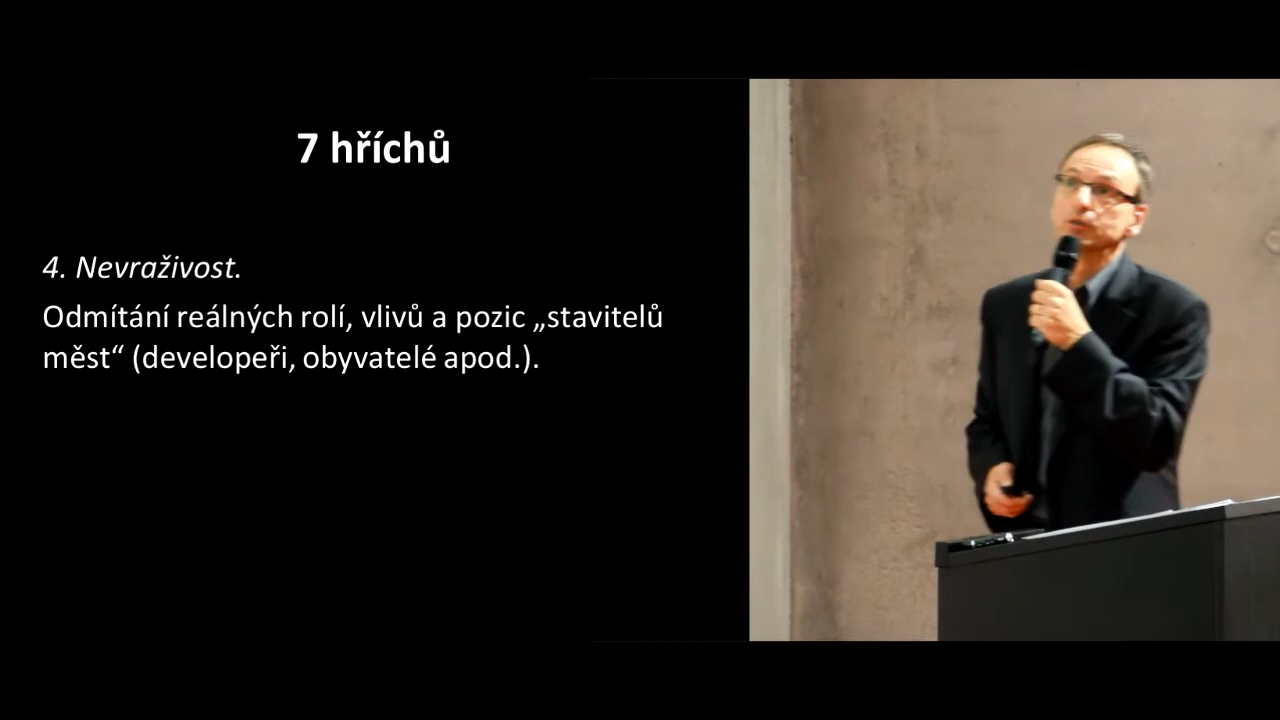 7 hříchů
4. Nevraživost.
Odmítání reálných rolí, vlivů a pozic „stavitelů
měst“ (developeři, obyvatelé apod.).